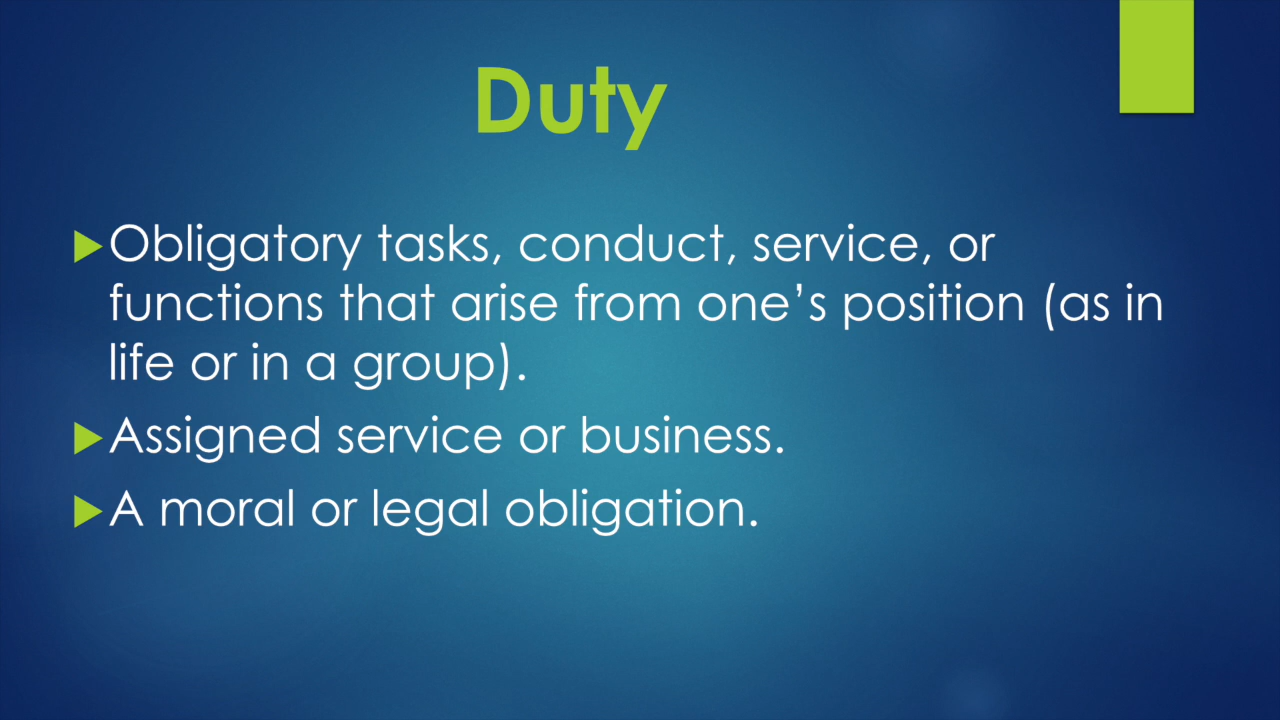 Duty
Obligatory tasks, conduct, service, or
functions that arise from one’s position (as in
life or in a group).
Assigned service or business.
A moral or legal obligation.